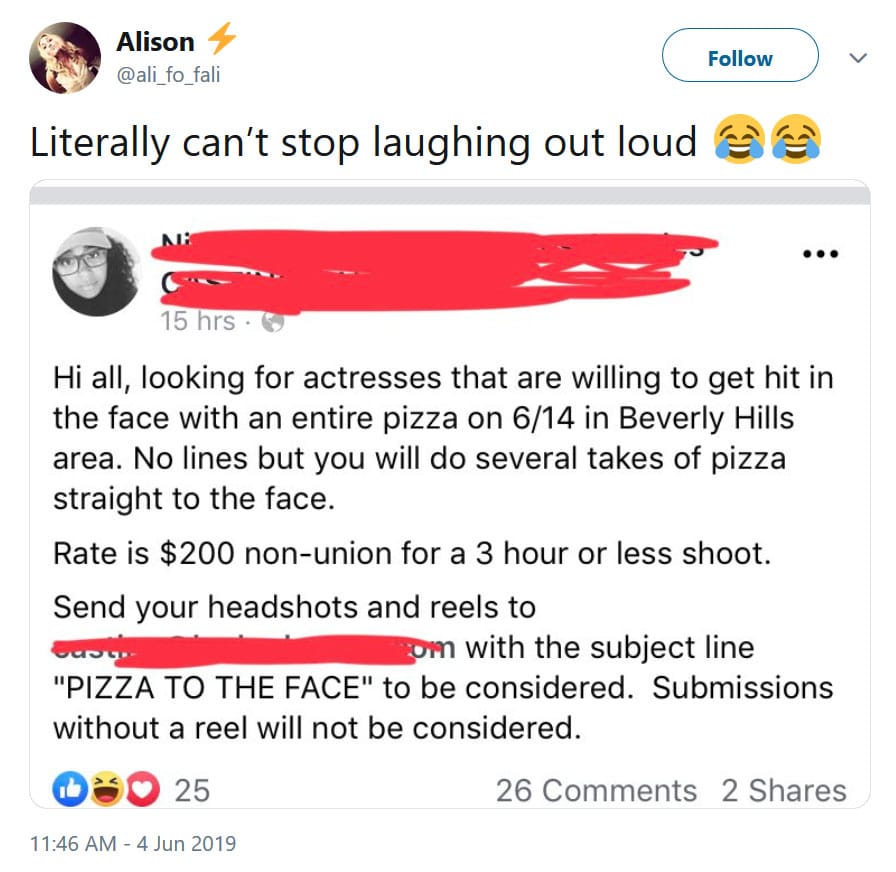 Alison ⚡
@ali_fo_fali
Follow
Literally can’t stop laughing out loud 😂😂
15 hrs ·
Hi all, looking for actresses that are willing to get hit in
the face with an entire pizza on 6/14 in Beverly Hills
area. No lines but you will do several takes of pizza
straight to the face.
Rate is $200 non-union for a 3 hour or less shoot.
Send your headshots and reels to
with the subject line
"PIZZA TO THE FACE" to be considered.  Submissions
without a reel will not be considered.
25
26 Comments 2 Shares
11:46 AM - 4 Jun 2019